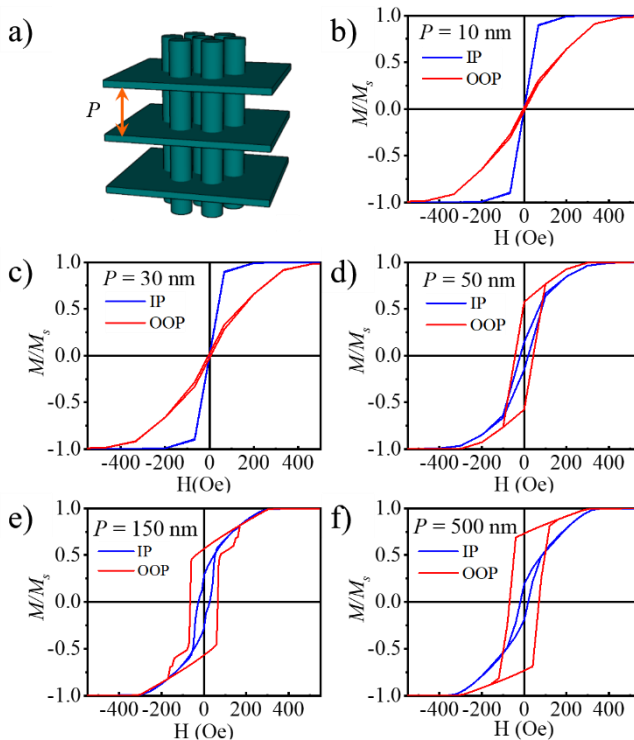 a)
P
b)
P = 10 nm
IP
OOP
M/Ms
1.0
0.5
0.0
-0.5
-1.0
-400 -200 0 200 400
H (Oe)
c)
P = 30 nm
IP
OOP
M/Ms
1.0
0.5
0.0
-0.5
-1.0
-400 -200 0 200 400
H(Oe)
d)
P = 50 nm
IP
OOP
1.0
0.5
0.0
-0.5
-1.0
-400 -200 0 200 400
H (Oe)
e)
P = 150 nm
IP
OOP
M/Ms
1.0
0.5
0.0
-0.5
-1.0
-400 -200 0 200 400
H (Oe)
f)
P = 500 nm
IP
OOP
1.0
0.5
0.0
-0.5
-1.0
-400 -200 0 200 400
H (Oe)